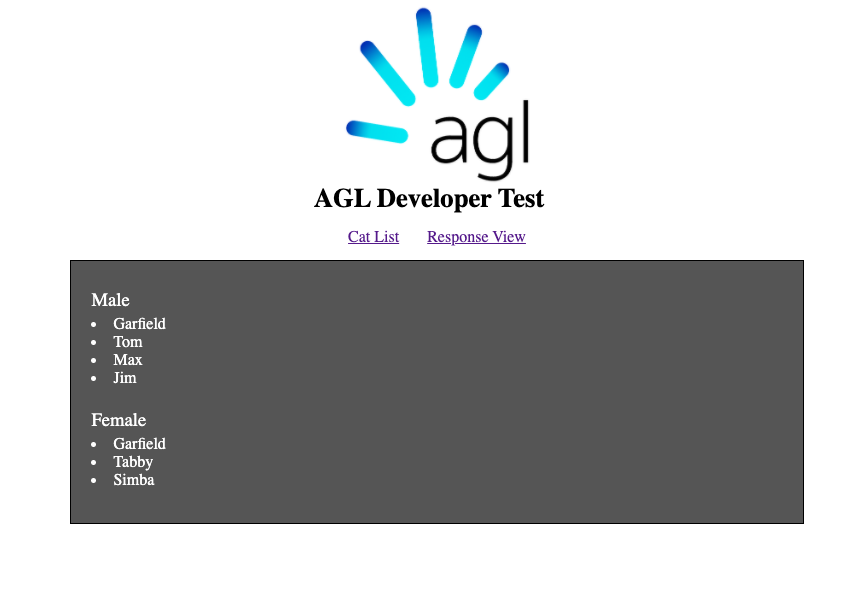 agl
AGL Developer Test
Cat List Response View
Male
Garfield
Tom
Max
Jim
Female
Garfield
Tabby
Simba